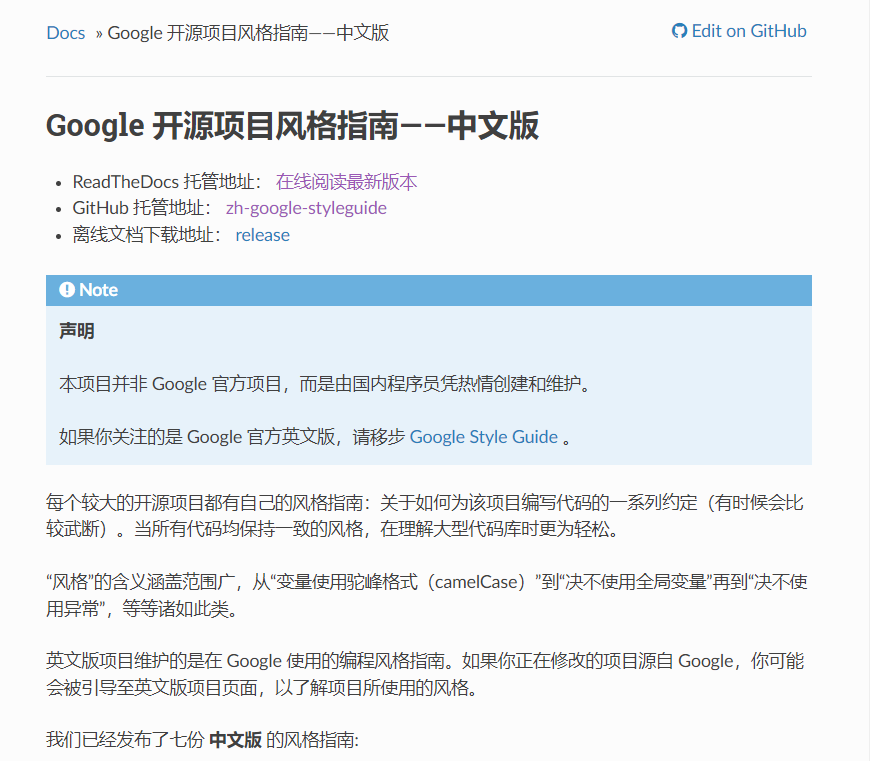 Docs » Google 开源项目风格指南——中文版
Edit on GitHub
Google 开源项目风格指南——中文版
ReadTheDocs 托管地址： 在线阅读最新版本
GitHub 托管地址： zh-google-styleguide
离线文档下载地址： release
Note
声明
本项目并非 Google 官方项目，而是由国内程序员凭热情创建和维护。
如果你关注的是 Google 官方英文版，请移步 Google Style Guide 。
每个较大的开源项目都有自己的风格指南：关于如何为该项目编写代码的一系列约定（有时候会比
较武断）。当所有代码均保持一致的风格，在理解大型代码库时更为轻松。
“风格”的含义涵盖范围广，从“变量使用驼峰格式（camelCase）”到“决不使用全局变量”再到“决不使
用异常”，等等诸如此类。
英文版项目维护的是在 Google 使用的编程风格指南。如果你正在修改的项目源自 Google，你可能
会被引导至英文版项目页面，以了解项目所使用的风格。
我们已经发布了七份 中文版 的风格指南: